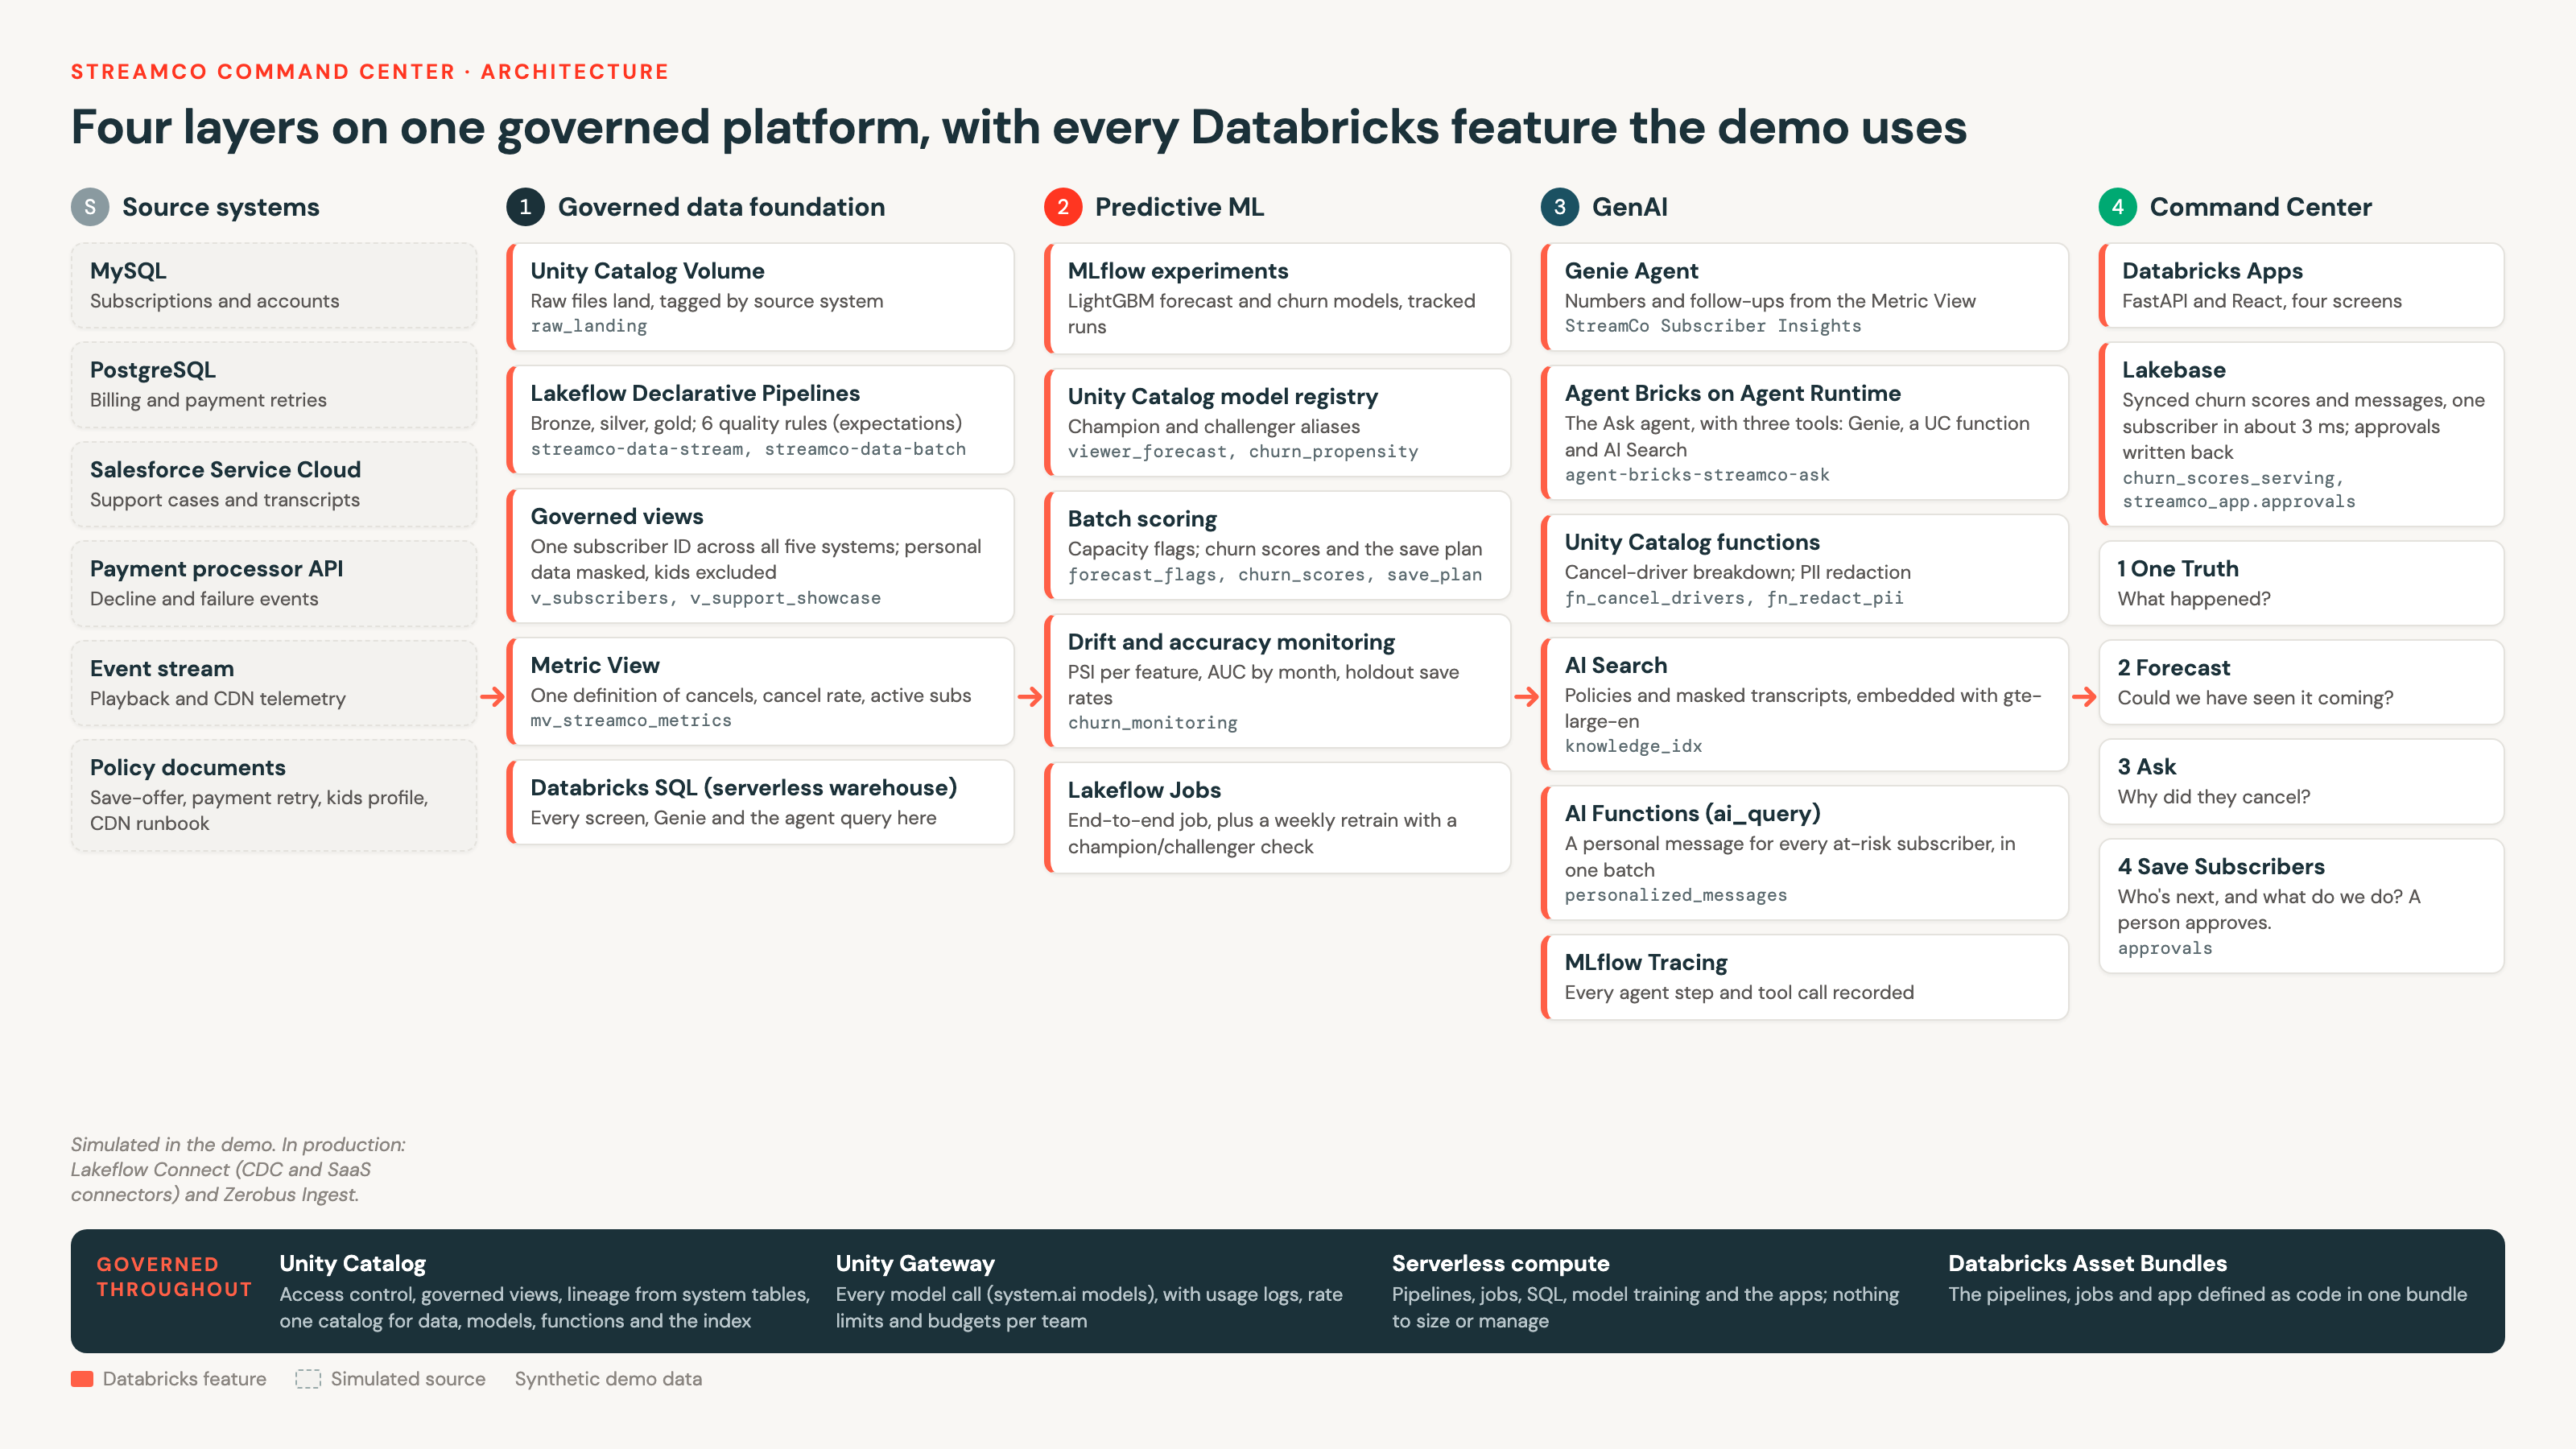 STREAMCO COMMAND CENTER · ARCHITECTURE
Four layers on one governed platform, with every Databricks feature the demo uses
S Source systems
MySQL
Subscriptions and accounts
PostgreSQL
Billing and payment retries
Salesforce Service Cloud
Support cases and transcripts
Payment processor API
Decline and failure events
Event stream
Playback and CDN telemetry
Policy documents
Save-offer, payment retry, kids profile,
CDN runbook
Simulated in the demo. In production:
Lakeflow Connect (CDC and SaaS
connectors) and Zerobus Ingest.
1 Governed data foundation
Unity Catalog Volume
Raw files land, tagged by source system
raw_landing
Lakeflow Declarative Pipelines
Bronze, silver, gold; 6 quality rules (expectations)
streamco-data-stream, streamco-data-batch
Governed views
One subscriber ID across all five systems; personal
data masked, kids excluded
v_subscribers, v_support_showcase
Metric View
One definition of cancels, cancel rate, active subs
mv_streamco_metrics
Databricks SQL (serverless warehouse)
Every screen, Genie and the agent query here
2 Predictive ML
MLflow experiments
LightGBM forecast and churn models, tracked
runs
Unity Catalog model registry
Champion and challenger aliases
viewer_forecast, churn_propensity
Batch scoring
Capacity flags; churn scores and the save plan
forecast_flags, churn_scores, save_plan
Drift and accuracy monitoring
PSI per feature, AUC by month, holdout save
rates
churn_monitoring
Lakeflow Jobs
End-to-end job, plus a weekly retrain with a
champion/challenger check
3 GenAI
Genie Agent
Numbers and follow-ups from the Metric View
StreamCo Subscriber Insights
Agent Bricks on Agent Runtime
The Ask agent, with three tools: Genie, a UC function
and AI Search
agent-bricks-streamco-ask
Unity Catalog functions
Cancel-driver breakdown; PII redaction
fn_cancel_drivers, fn_redact_pii
AI Search
Policies and masked transcripts, embedded with gte-
large-en
knowledge_idx
AI Functions (ai_query)
A personal message for every at-risk subscriber, in
one batch
personalized_messages
MLflow Tracing
Every agent step and tool call recorded
4 Command Center
Databricks Apps
FastAPI and React, four screens
Lakebase
Synced churn scores and messages, one
subscriber in about 3 ms; approvals
written back
churn_scores_serving,
streamco_app.approvals
1 One Truth
What happened?
2 Forecast
Could we have seen it coming?
3 Ask
Why did they cancel?
4 Save Subscribers
Who's next, and what do we do? A
person approves.
approvals
GOVERNED
THROUGHOUT
Unity Catalog
Access control, governed views, lineage from system tables,
one catalog for data, models, functions and the index
Unity Gateway
Every model call (system.ai models), with usage logs, rate
limits and budgets per team
Serverless compute
Pipelines, jobs, SQL, model training and the apps; nothing
to size or manage
Databricks Asset Bundles
The pipelines, jobs and app defined as code in one bundle
Databricks feature
Simulated source
Synthetic demo data